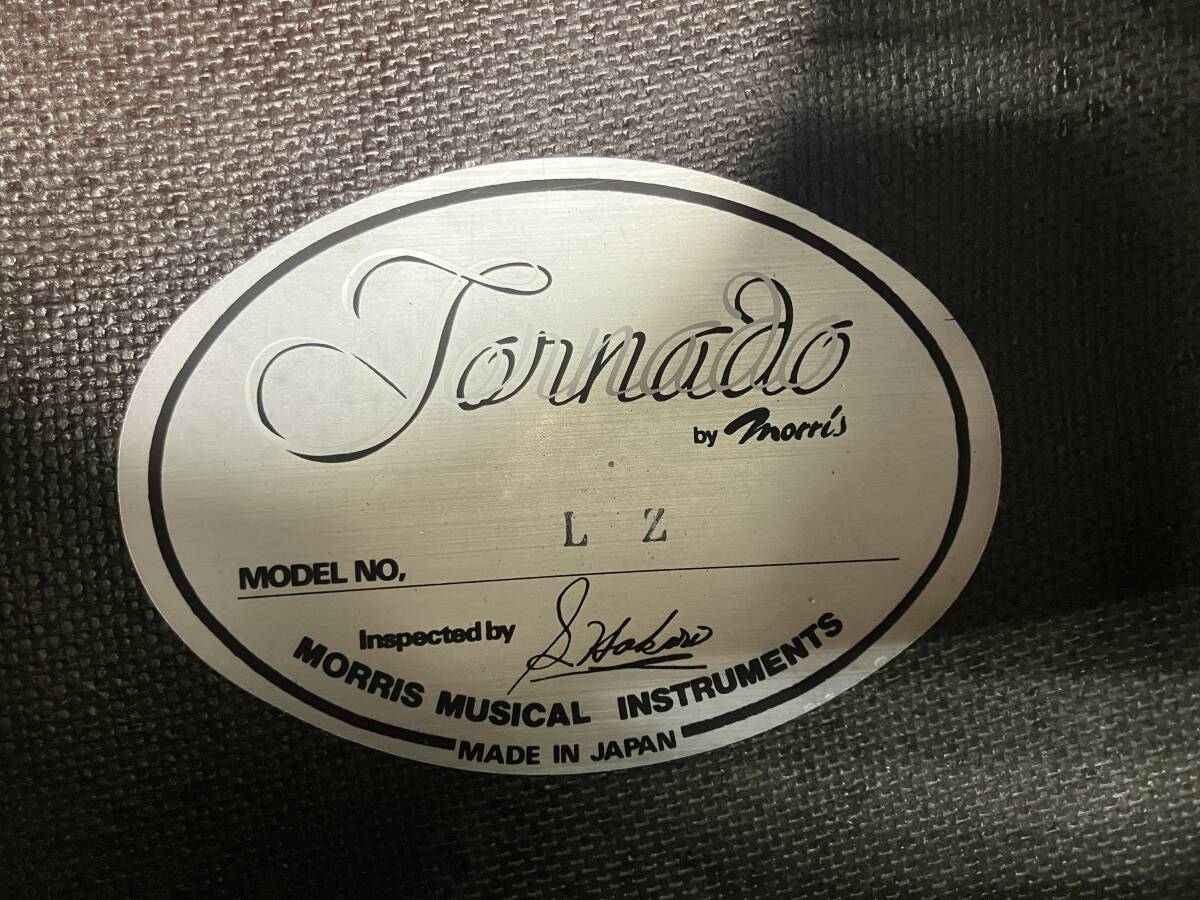 Tornado
by Morris
L Z
MODEL NO,
Inspected by
MORRIS MUSICAL INSTRUMENTS
MADE IN JAPAN